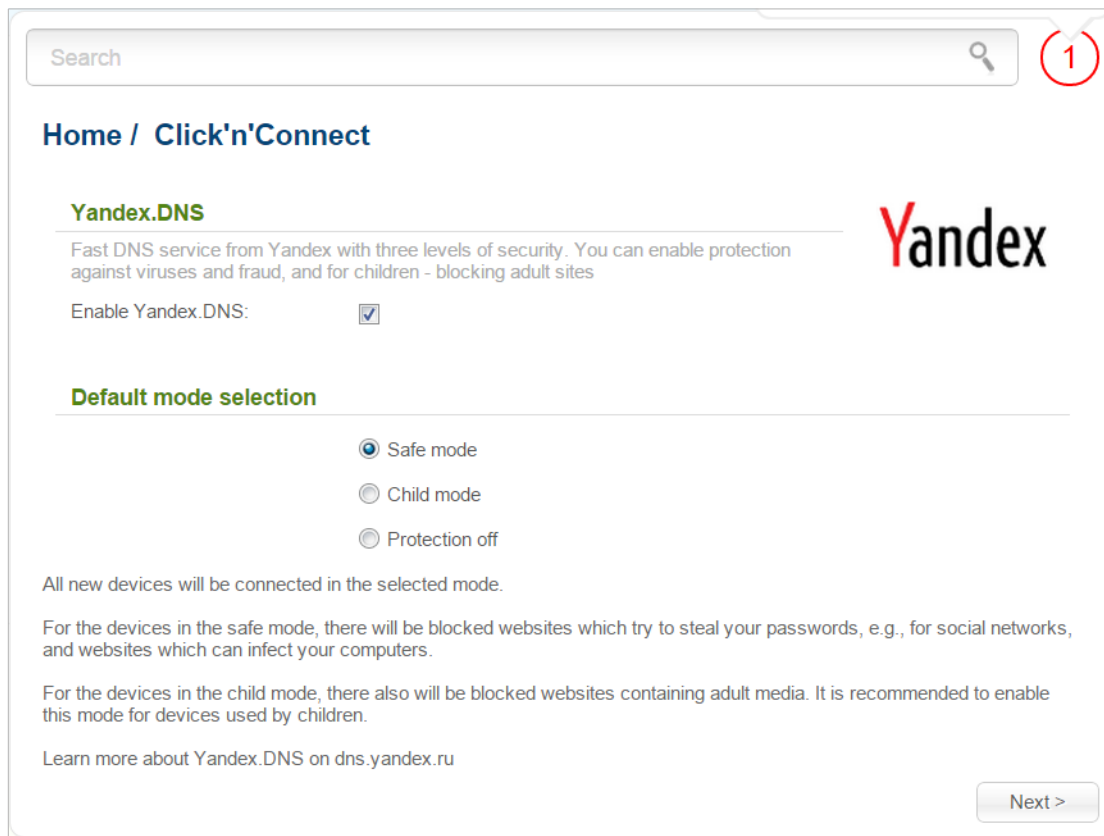 Search
1
Home / Click'n'Connect
Yandex.DNS
Yandex
Fast DNS service from Yandex with three levels of security. You can enable protection
against viruses and fraud, and for children - blocking adult sites
Enable Yandex.DNS:
Default mode selection
Safe mode
Child mode
Protection off
All new devices will be connected in the selected mode.
For the devices in the safe mode, there will be blocked websites which try to steal your passwords, e.g., for social networks,
and websites which can infect your computers.
For the devices in the child mode, there also will be blocked websites containing adult media. It is recommended to enable
this mode for devices used by children.
Learn more about Yandex.DNS on dns.yandex.ru
Next >